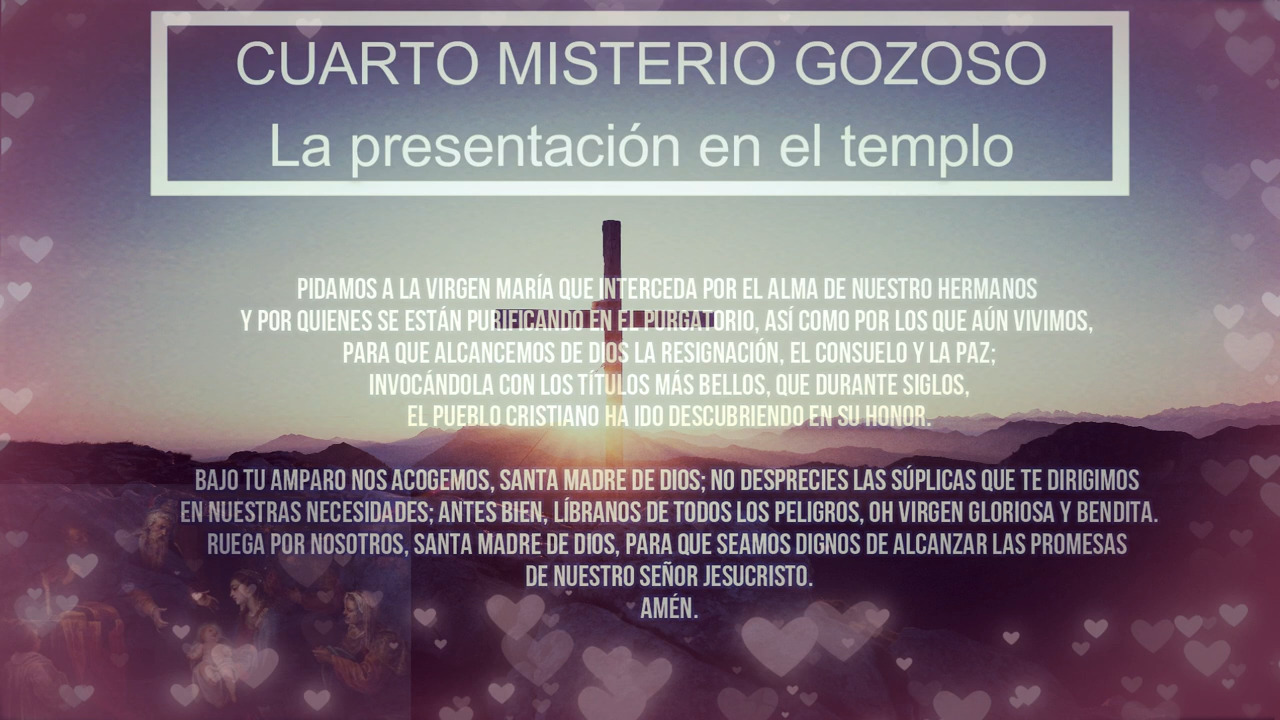 CUARTO MISTERIO GOZOSO
La presentación en el templo
PIDAMOS A LA VIRGEN MARÍA QUE INTERCEDA POR EL ALMA DE NUESTRO HERMANOS
Y POR QUIENES SE ESTÁN PURIFICANDO EN EL PURGATORIO, ASÍ COMO POR LOS QUE AÚN VIVIMOS,
PARA QUE ALCANCEMOS DE DIOS LA RESIGNACIÓN, EL CONSUELO Y LA PAZ;
INVOCÁNDOLA CON LOS TÍTULOS MÁS BELLOS, QUE DURANTE SIGLOS,
EL PUEBLO CRISTIANO HA IDO DESCUBRIENDO EN SU HONOR.
BAJO TU AMPARO NOS ACOGEMOS, SANTA MADRE DE DIOS; NO DESPRECIES LAS SÚPLICAS QUE TE DIRIGIMOS
EN NUESTRAS NECESIDADES; ANTES BIEN, LÍBRANOS DE TODOS LOS PELIGROS, OH VIRGEN GLORIOSA Y BENDITA.
RUEGA POR NOSOTROS, SANTA MADRE DE DIOS, PARA QUE SEAMOS DIGNOS DE ALCANZAR LAS PROMESAS
DE NUESTRO SEÑOR JESUCRISTO.
AMÉN.